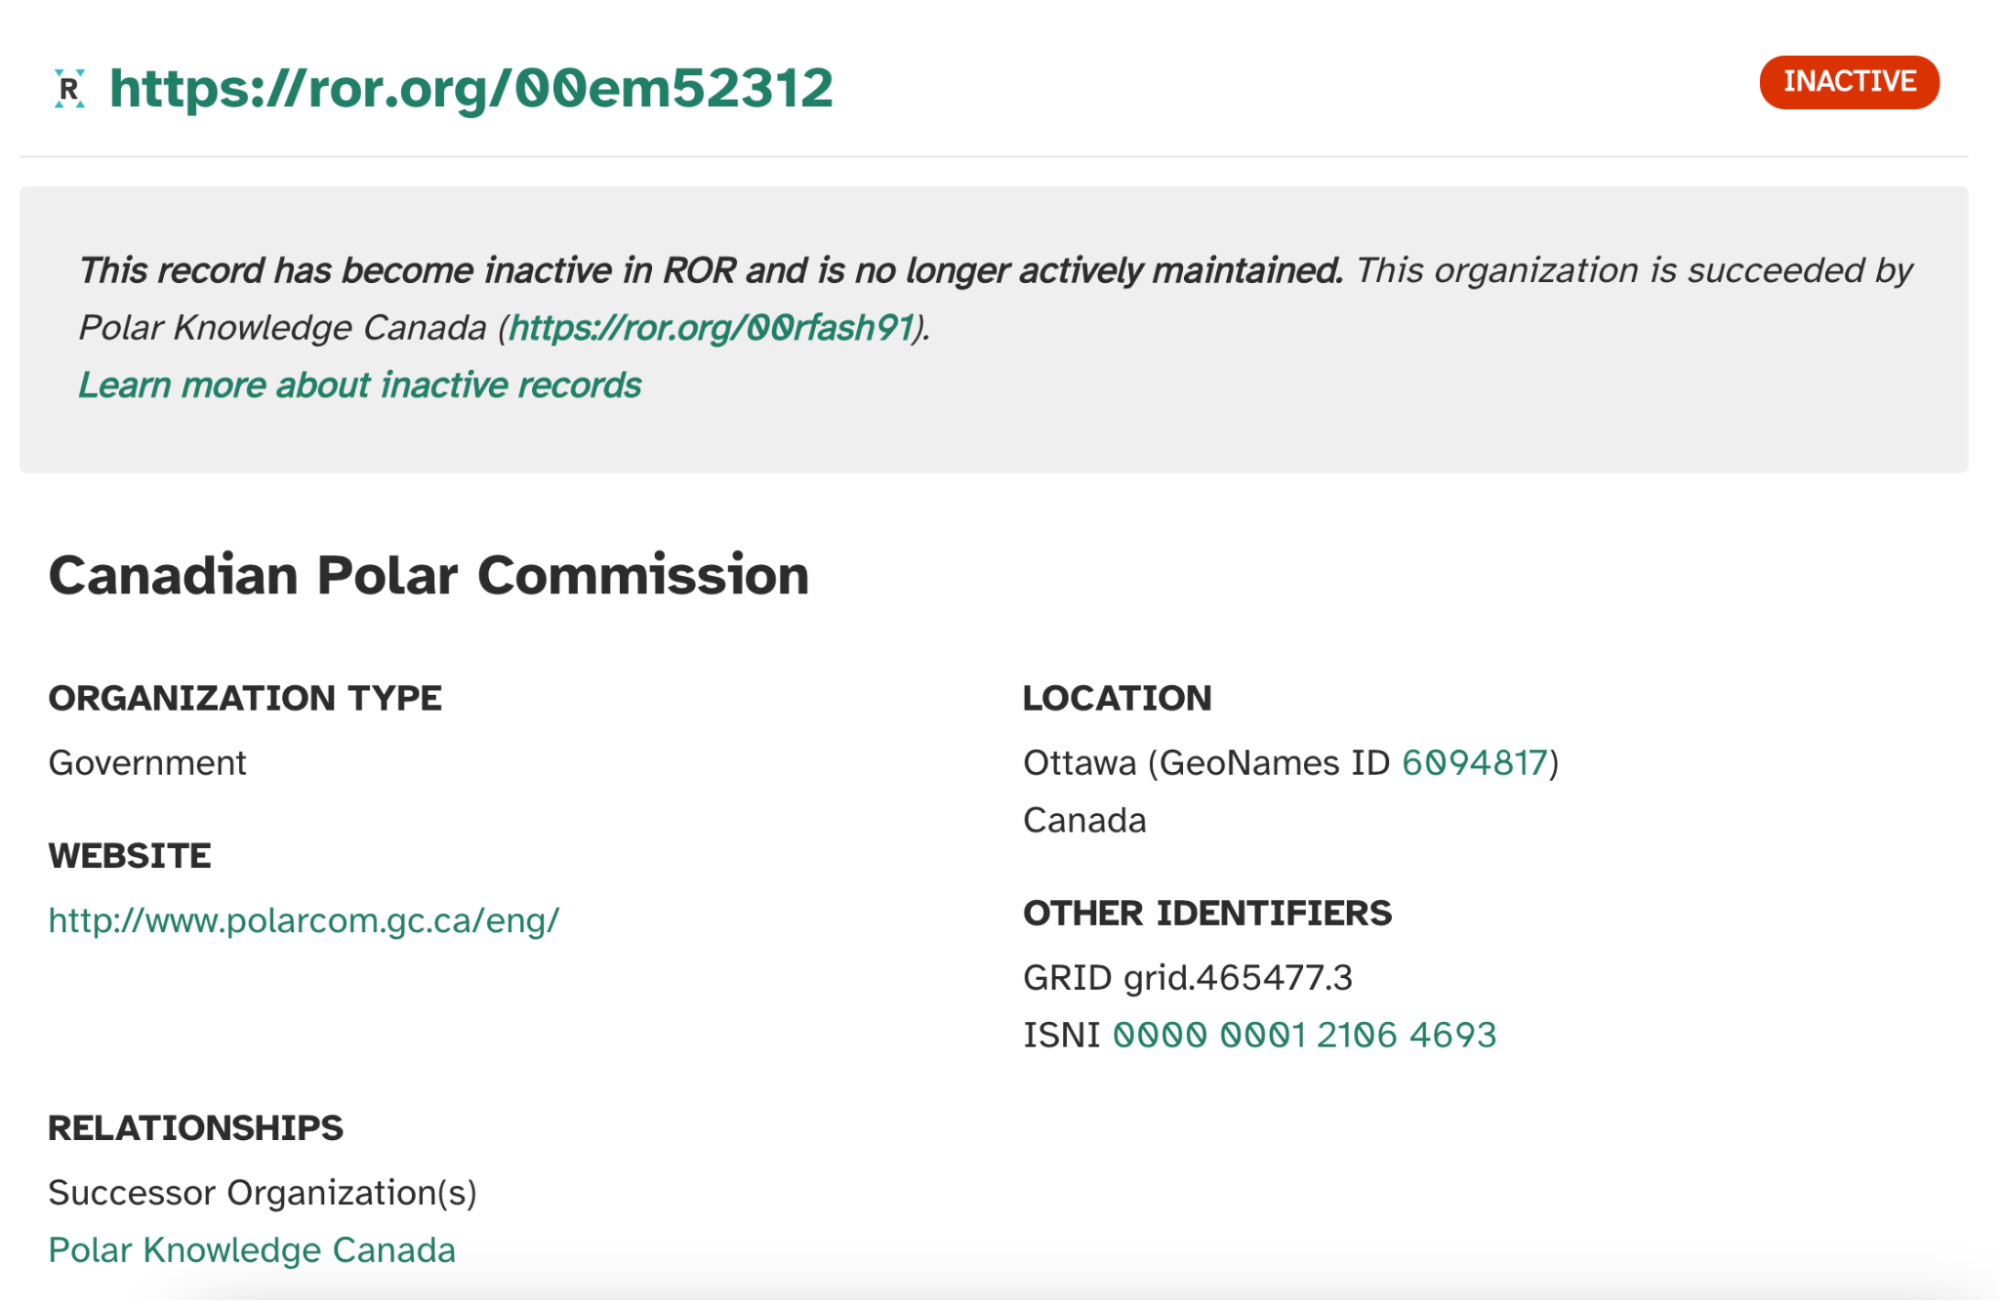 R https://ror.org/00em52312
INACTIVE
This record has become inactive in ROR and is no longer actively maintained. This organization is succeeded by
Polar Knowledge Canada (https://ror.org/00rfash91).
Learn more about inactive records
Canadian Polar Commission
ORGANIZATION TYPE
Government
WEBSITE
http://www.polarcom.gc.ca/eng/
LOCATION
Ottawa (GeoNames ID 6094817)
Canada
OTHER IDENTIFIERS
GRID grid.465477.3
ISNI 0000 0001 2106 4693
RELATIONSHIPS
Successor Organization(s)
Polar Knowledge Canada